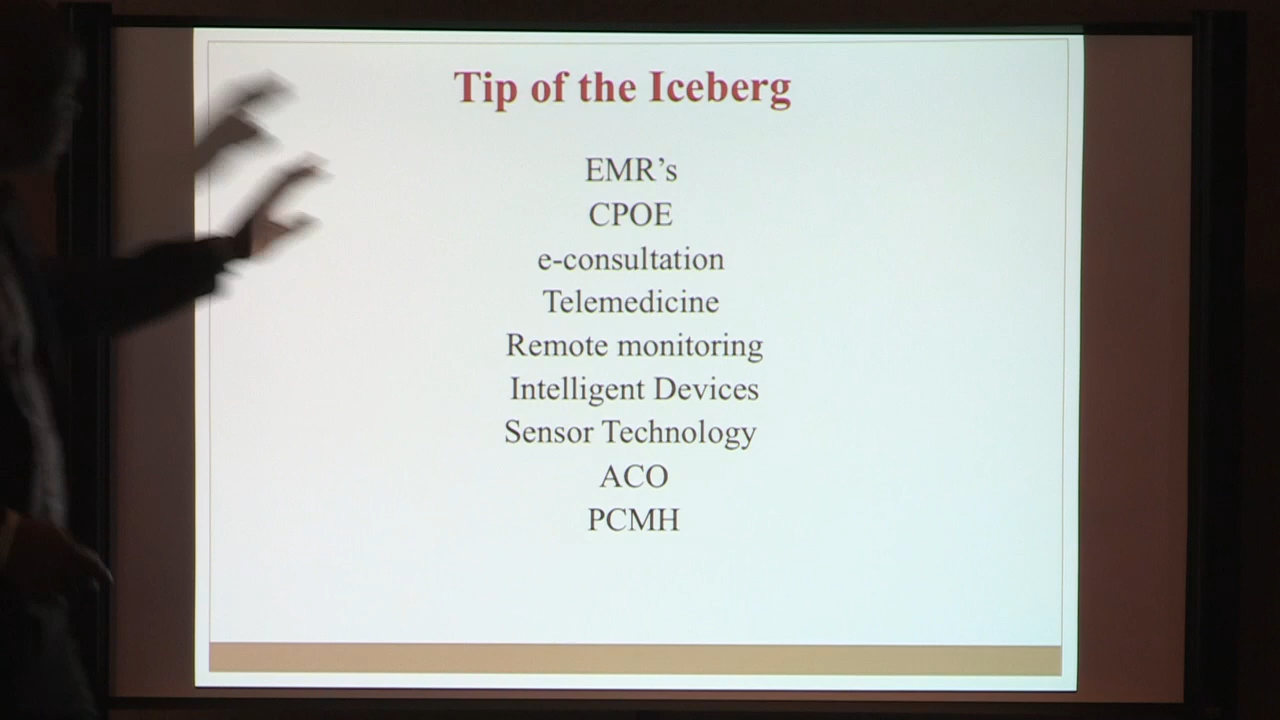 Tip of the Iceberg
EMR’s
CPOE
e-consultation
Telemedicine
Remote monitoring
Intelligent Devices
Sensor Technology
ACO
PCMH